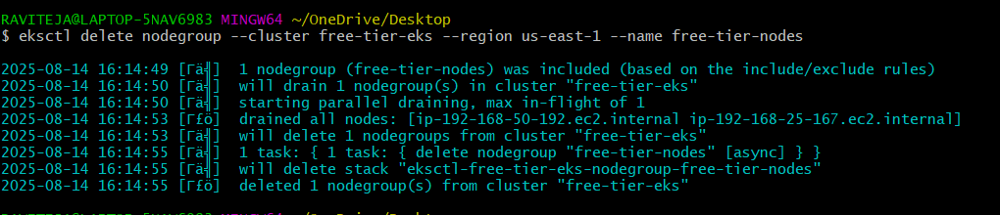 RAVITEJA@LAPTOP-5NAV6983 MINGW64 ~/OneDrive/Desktop
$ eksctl delete nodegroup --cluster free-tier-eks --region us-east-1 --name free-tier-nodes
2025-08-14 16:14:49 [Γä╣]  1 nodegroup (free-tier-nodes) was included (based on the include/exclude rules)
2025-08-14 16:14:50 [Γä╣]  will drain 1 nodegroup(s) in cluster "free-tier-eks"
2025-08-14 16:14:50 [Γä╣]  starting parallel draining, max in-flight of 1
2025-08-14 16:14:53 [Γ£ö]  drained all nodes: [ip-192-168-50-192.ec2.internal ip-192-168-25-167.ec2.internal]
2025-08-14 16:14:53 [Γä╣]  will delete 1 nodegroups from cluster "free-tier-eks"
2025-08-14 16:14:55 [Γä╣]  1 task: { 1 task: { delete nodegroup "free-tier-nodes" [async] } }
2025-08-14 16:14:55 [Γä╣]  will delete stack "eksctl-free-tier-eks-nodegroup-free-tier-nodes"
2025-08-14 16:14:55 [Γ£ö]  deleted 1 nodegroup(s) from cluster "free-tier-eks"
RAVITEJA@LAPTOP-5NAV6983 MINGW64 ~/OneDrive/Desktop